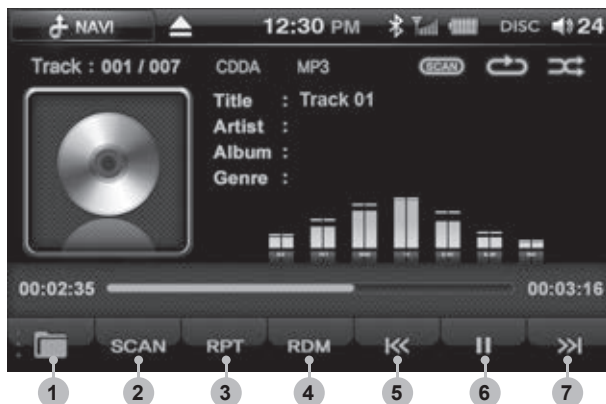 NAVI 12:30 PM DISC 24
Track : 001 / 007 CDDA MP3 SCAN
Title : Track 01
Artist :
Album :
Genre :
00:02:35 00:03:16
SCAN RPT RDM
1 2 3 4 5 6 7